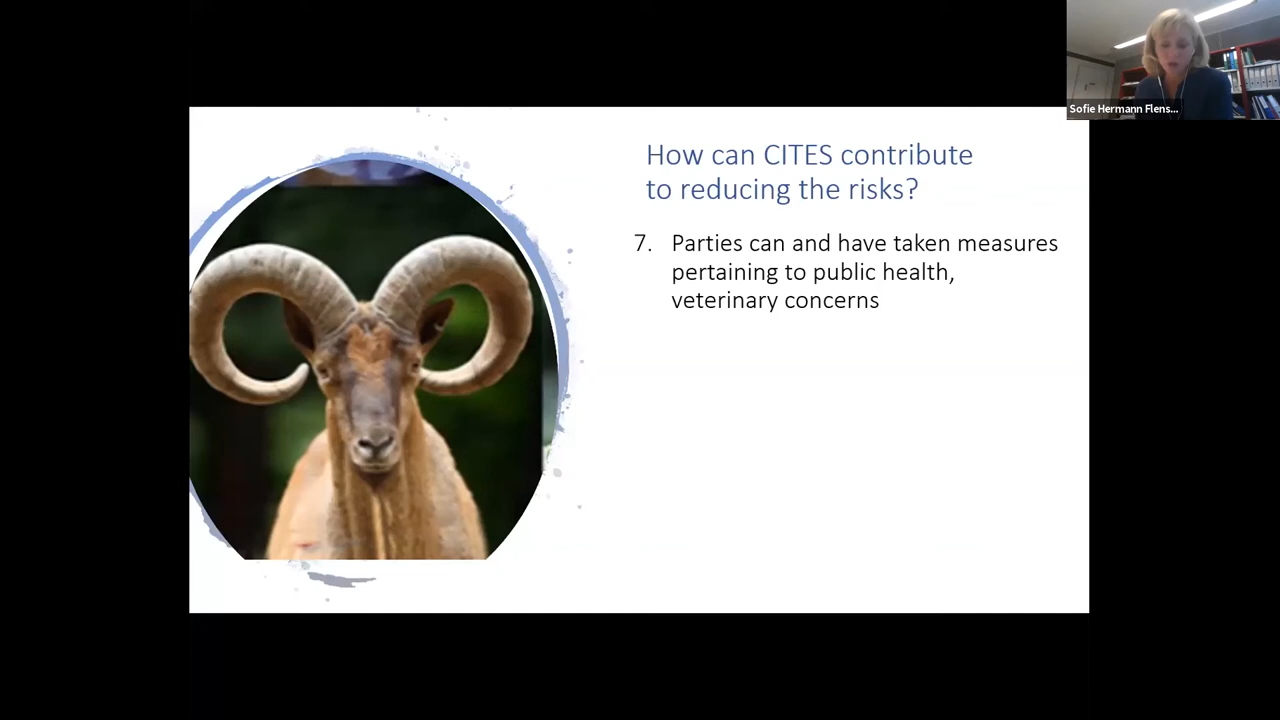 Sofie Hermann Flens...
How can CITES contribute
to reducing the risks?
7. Parties can and have taken measures
pertaining to public health,
veterinary concerns